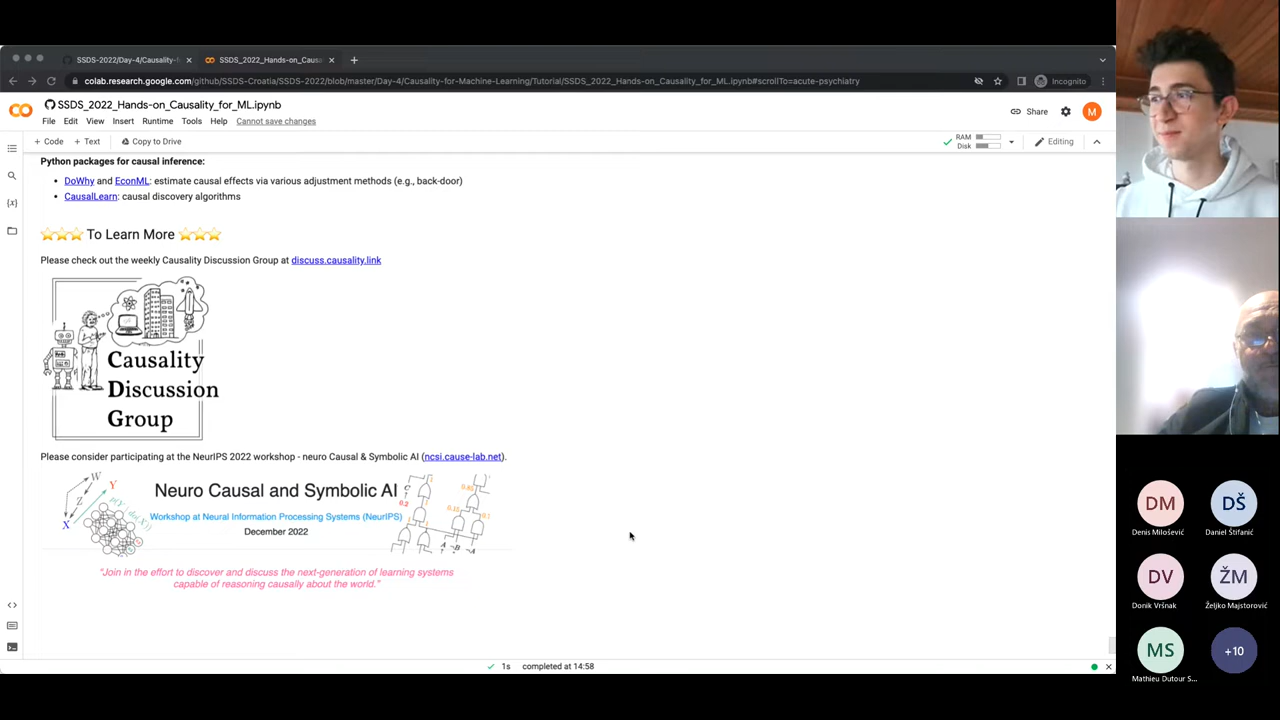 SSDS-2022/Day-4/Causality-f
SSDS_2022_Hands-on_Causa
colab.research.google.com/github/SSDS-Croatia/SSDS-2022/blob/master/Day-4/Causality-for-Machine-Learning/Tutorial/SSDS_2022_Hands-on_Causality_for_ML.ipynb#scrollTo=acute-psychiatry
Incognito
SSDS_2022_Hands-on_Causality_for_ML.ipynb
Share
M
File Edit View Insert Runtime Tools Help Cannot save changes
+ Code + Text Copy to Drive
RAM
Disk
Editing
Python packages for causal inference:
DoWhy and EconML: estimate causal effects via various adjustment methods (e.g., back-door)
CausalLearn: causal discovery algorithms
To Learn More
Please check out the weekly Causality Discussion Group at discuss.causality.link
Causality
Discussion
Group
Please consider participating at the NeurIPS 2022 workshop - neuro Causal & Symbolic AI (ncsi.cause-lab.net).
W
Z
X
Y
p(Y | do(X))
Neuro Causal and Symbolic AI
Workshop at Neural Information Processing Systems (NeurIPS)
December 2022
"Join in the effort to discover and discuss the next-generation of learning systems
capable of reasoning causally about the world."
1s completed at 14:58
DM
Denis Milošević
DŠ
Daniel Štifanić
DV
Donik Vršnak
ŽM
Željko Majstorović
MS
Mathieu Dutour S...
+10